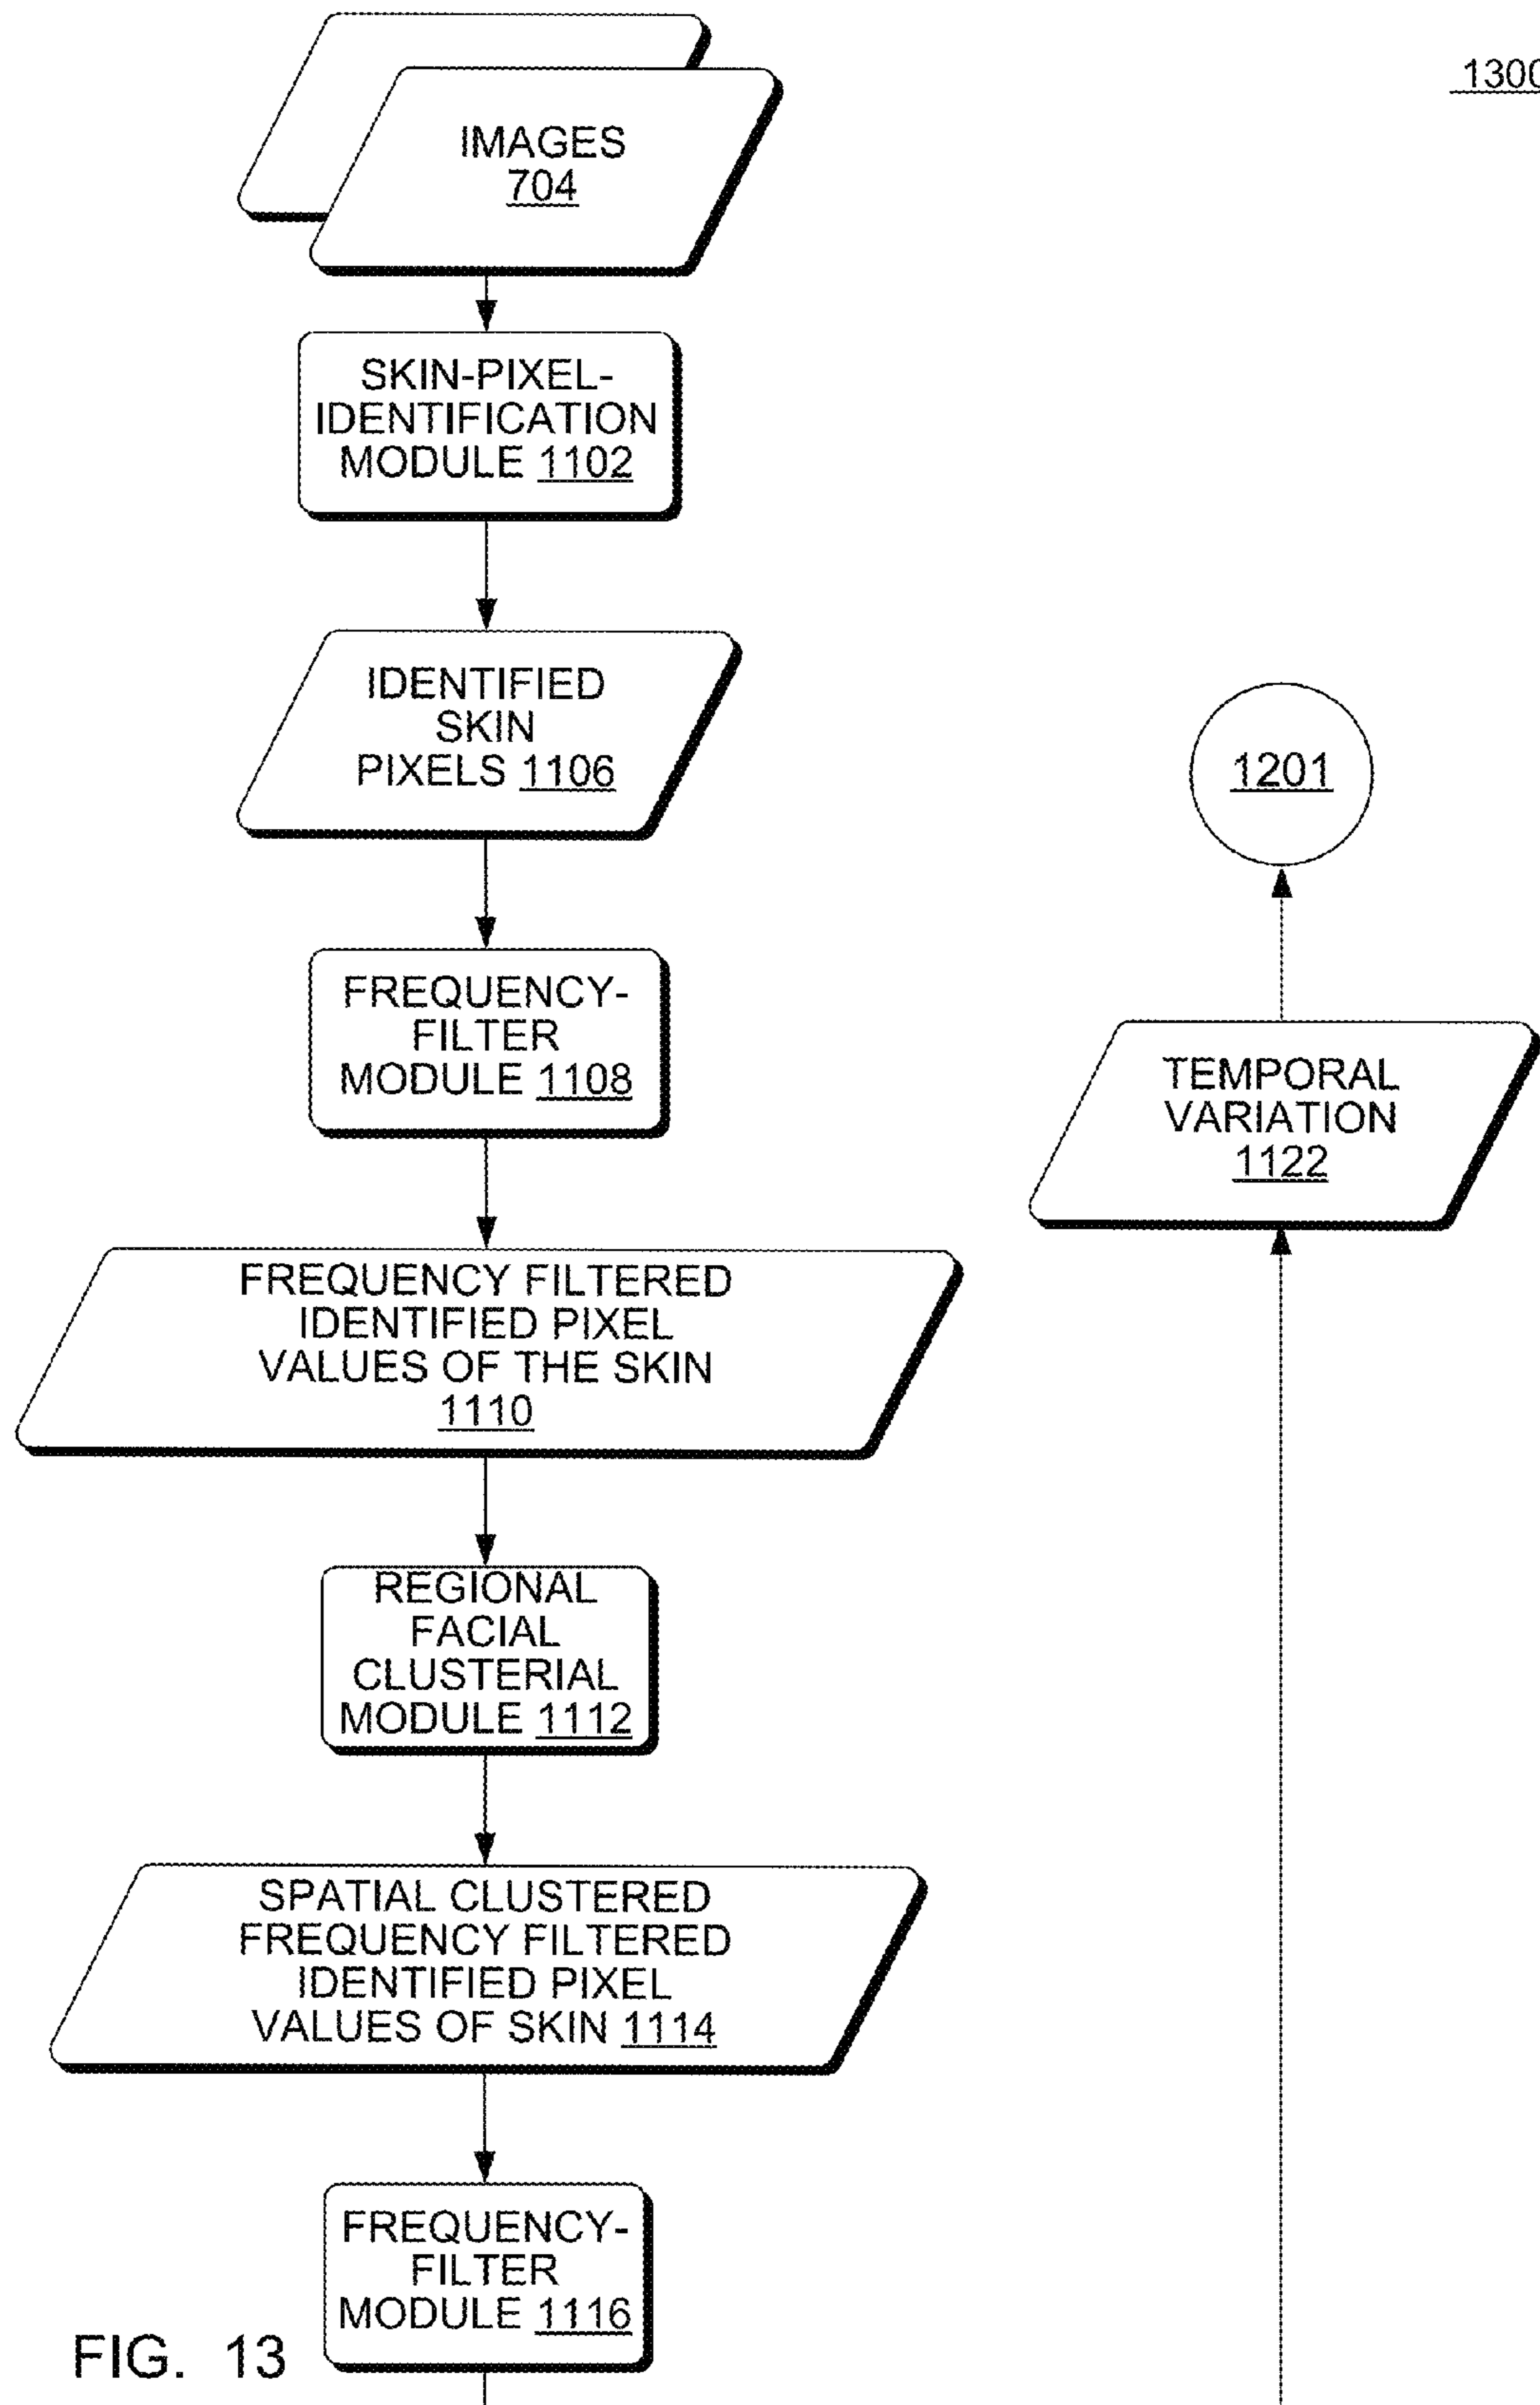 1300
IMAGES
704
SKIN-PIXEL-
IDENTIFICATION
MODULE 1102
IDENTIFIED
SKIN
PIXELS 1106
FREQUENCY-
FILTER
MODULE 1108
FREQUENCY FILTERED
IDENTIFIED PIXEL
VALUES OF THE SKIN
1110
REGIONAL
FACIAL
CLUSTERIAL
MODULE 1112
SPATIAL CLUSTERED
FREQUENCY FILTERED
IDENTIFIED PIXEL
VALUES OF SKIN 1114
FREQUENCY-
FILTER
MODULE 1116
1201
TEMPORAL
VARIATION
1122
FIG. 13